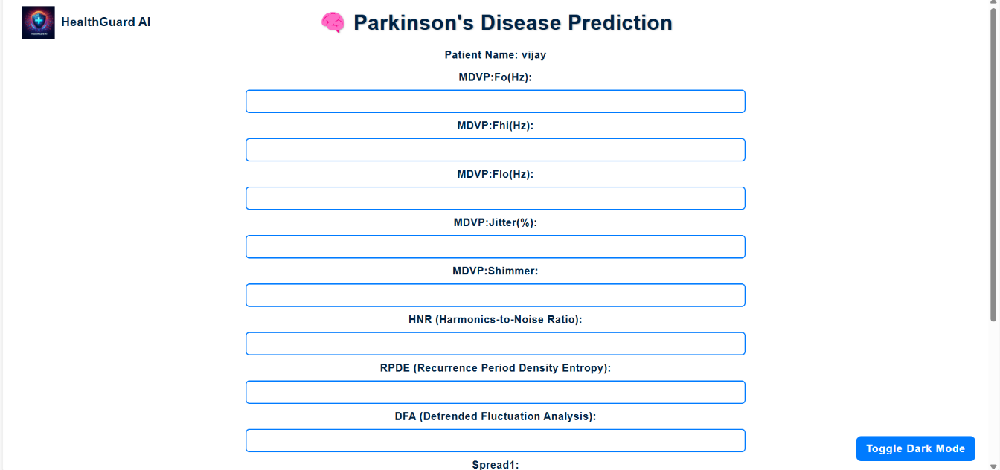 HealthGuard AI
Parkinson's Disease Prediction
Patient Name: vijay
MDVP:Fo(Hz):
MDVP:Fhi(Hz):
MDVP:Flo(Hz):
MDVP:Jitter(%):
MDVP:Shimmer:
HNR (Harmonics-to-Noise Ratio):
RPDE (Recurrence Period Density Entropy):
DFA (Detrended Fluctuation Analysis):
Toggle Dark Mode
Spread1: